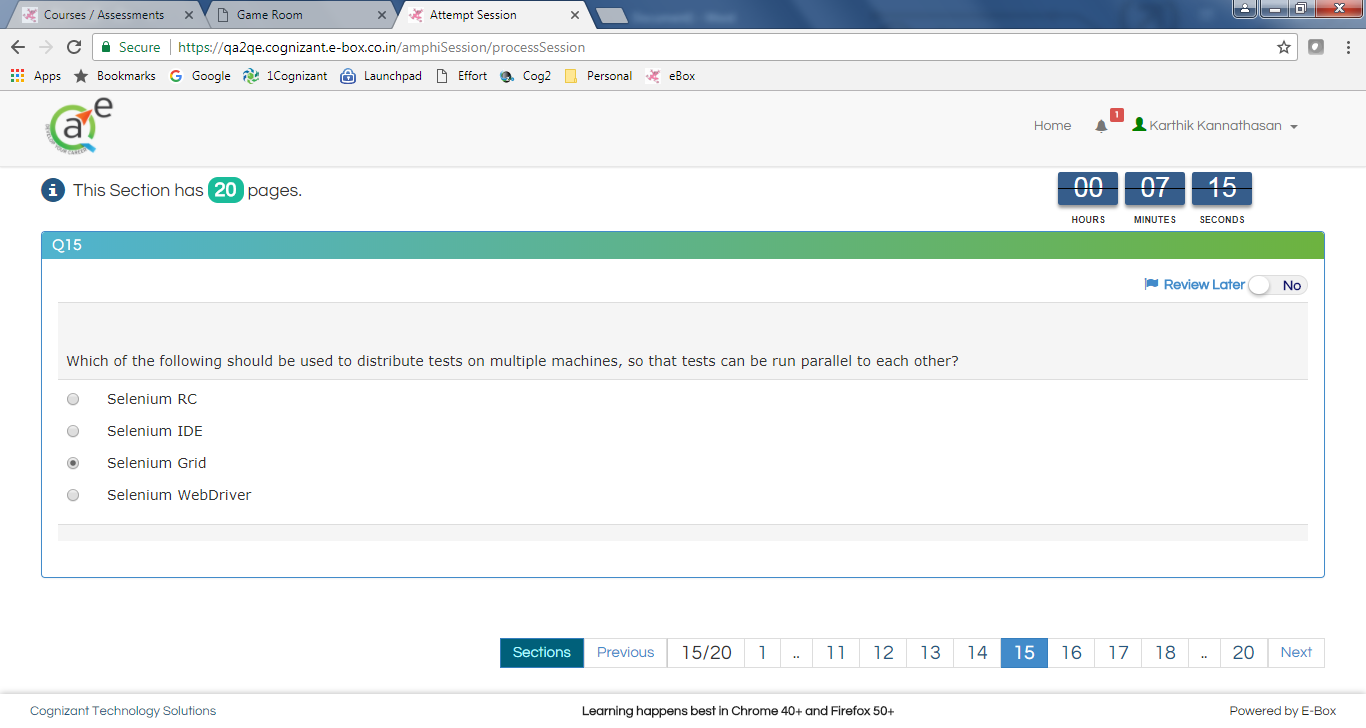 Courses / Assessments
Game Room
Attempt Session
Secure
https://qa2qe.cognizant.e-box.co.in/amphiSession/processSession
Apps Bookmarks Google 1Cognizant Launchpad Effort Cog2 Personal eBox
a e
Home 1 Karthik Kannathasan
This Section has 20 pages.
00 07 15
HOURS MINUTES SECONDS
Q15
Review Later No
Which of the following should be used to distribute tests on multiple machines, so that tests can be run parallel to each other?
Selenium RC
Selenium IDE
Selenium Grid
Selenium WebDriver
Sections Previous 15/20 1 .. 11 12 13 14 15 16 17 18 .. 20 Next
Cognizant Technology Solutions
Learning happens best in Chrome 40+ and Firefox 50+
Powered by E-Box